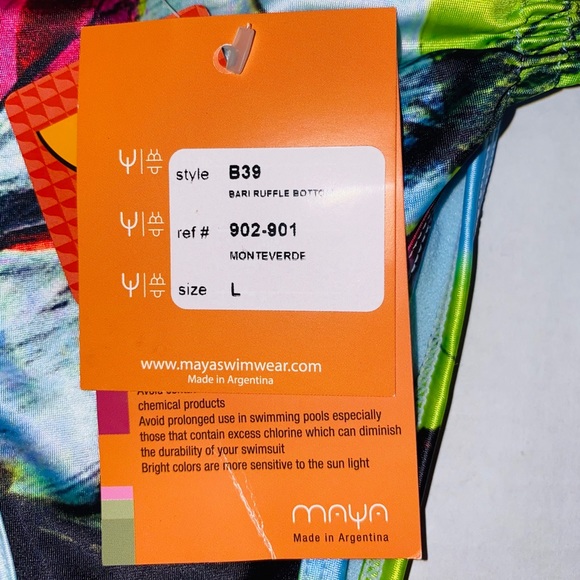 style B39
BARI RUFFLE BOTTO
ref # 902-901
MONTEVERDE
size L
www.mayaswimwear.com
Made in Argentina
chemical products
Avoid prolonged use in swimming pools especially
those that contain excess chlorine which can diminish
the durability of your swimsuit
Bright colors are more sensitive to the sun light
maya
Made in Argentina